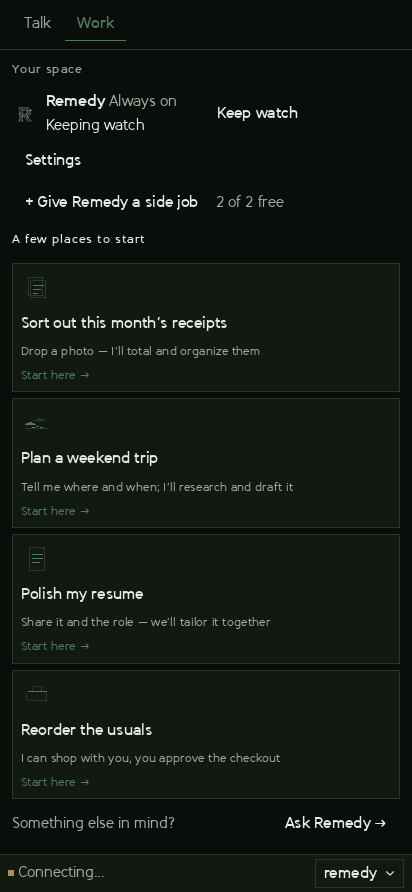 Talk Work
Your space
Remedy Always on
Keeping watch
Keep watch
Settings
+ Give Remedy a side job 2 of 2 free
A few places to start
Sort out this month's receipts
Drop a photo — I'll total and organize them
Start here →
Plan a weekend trip
Tell me where and when; I'll research and draft it
Start here →
Polish my resume
Share it and the role — we'll tailor it together
Start here →
Reorder the usuals
I can shop with you, you approve the checkout
Start here →
Something else in mind? Ask Remedy →
Connecting... remedy